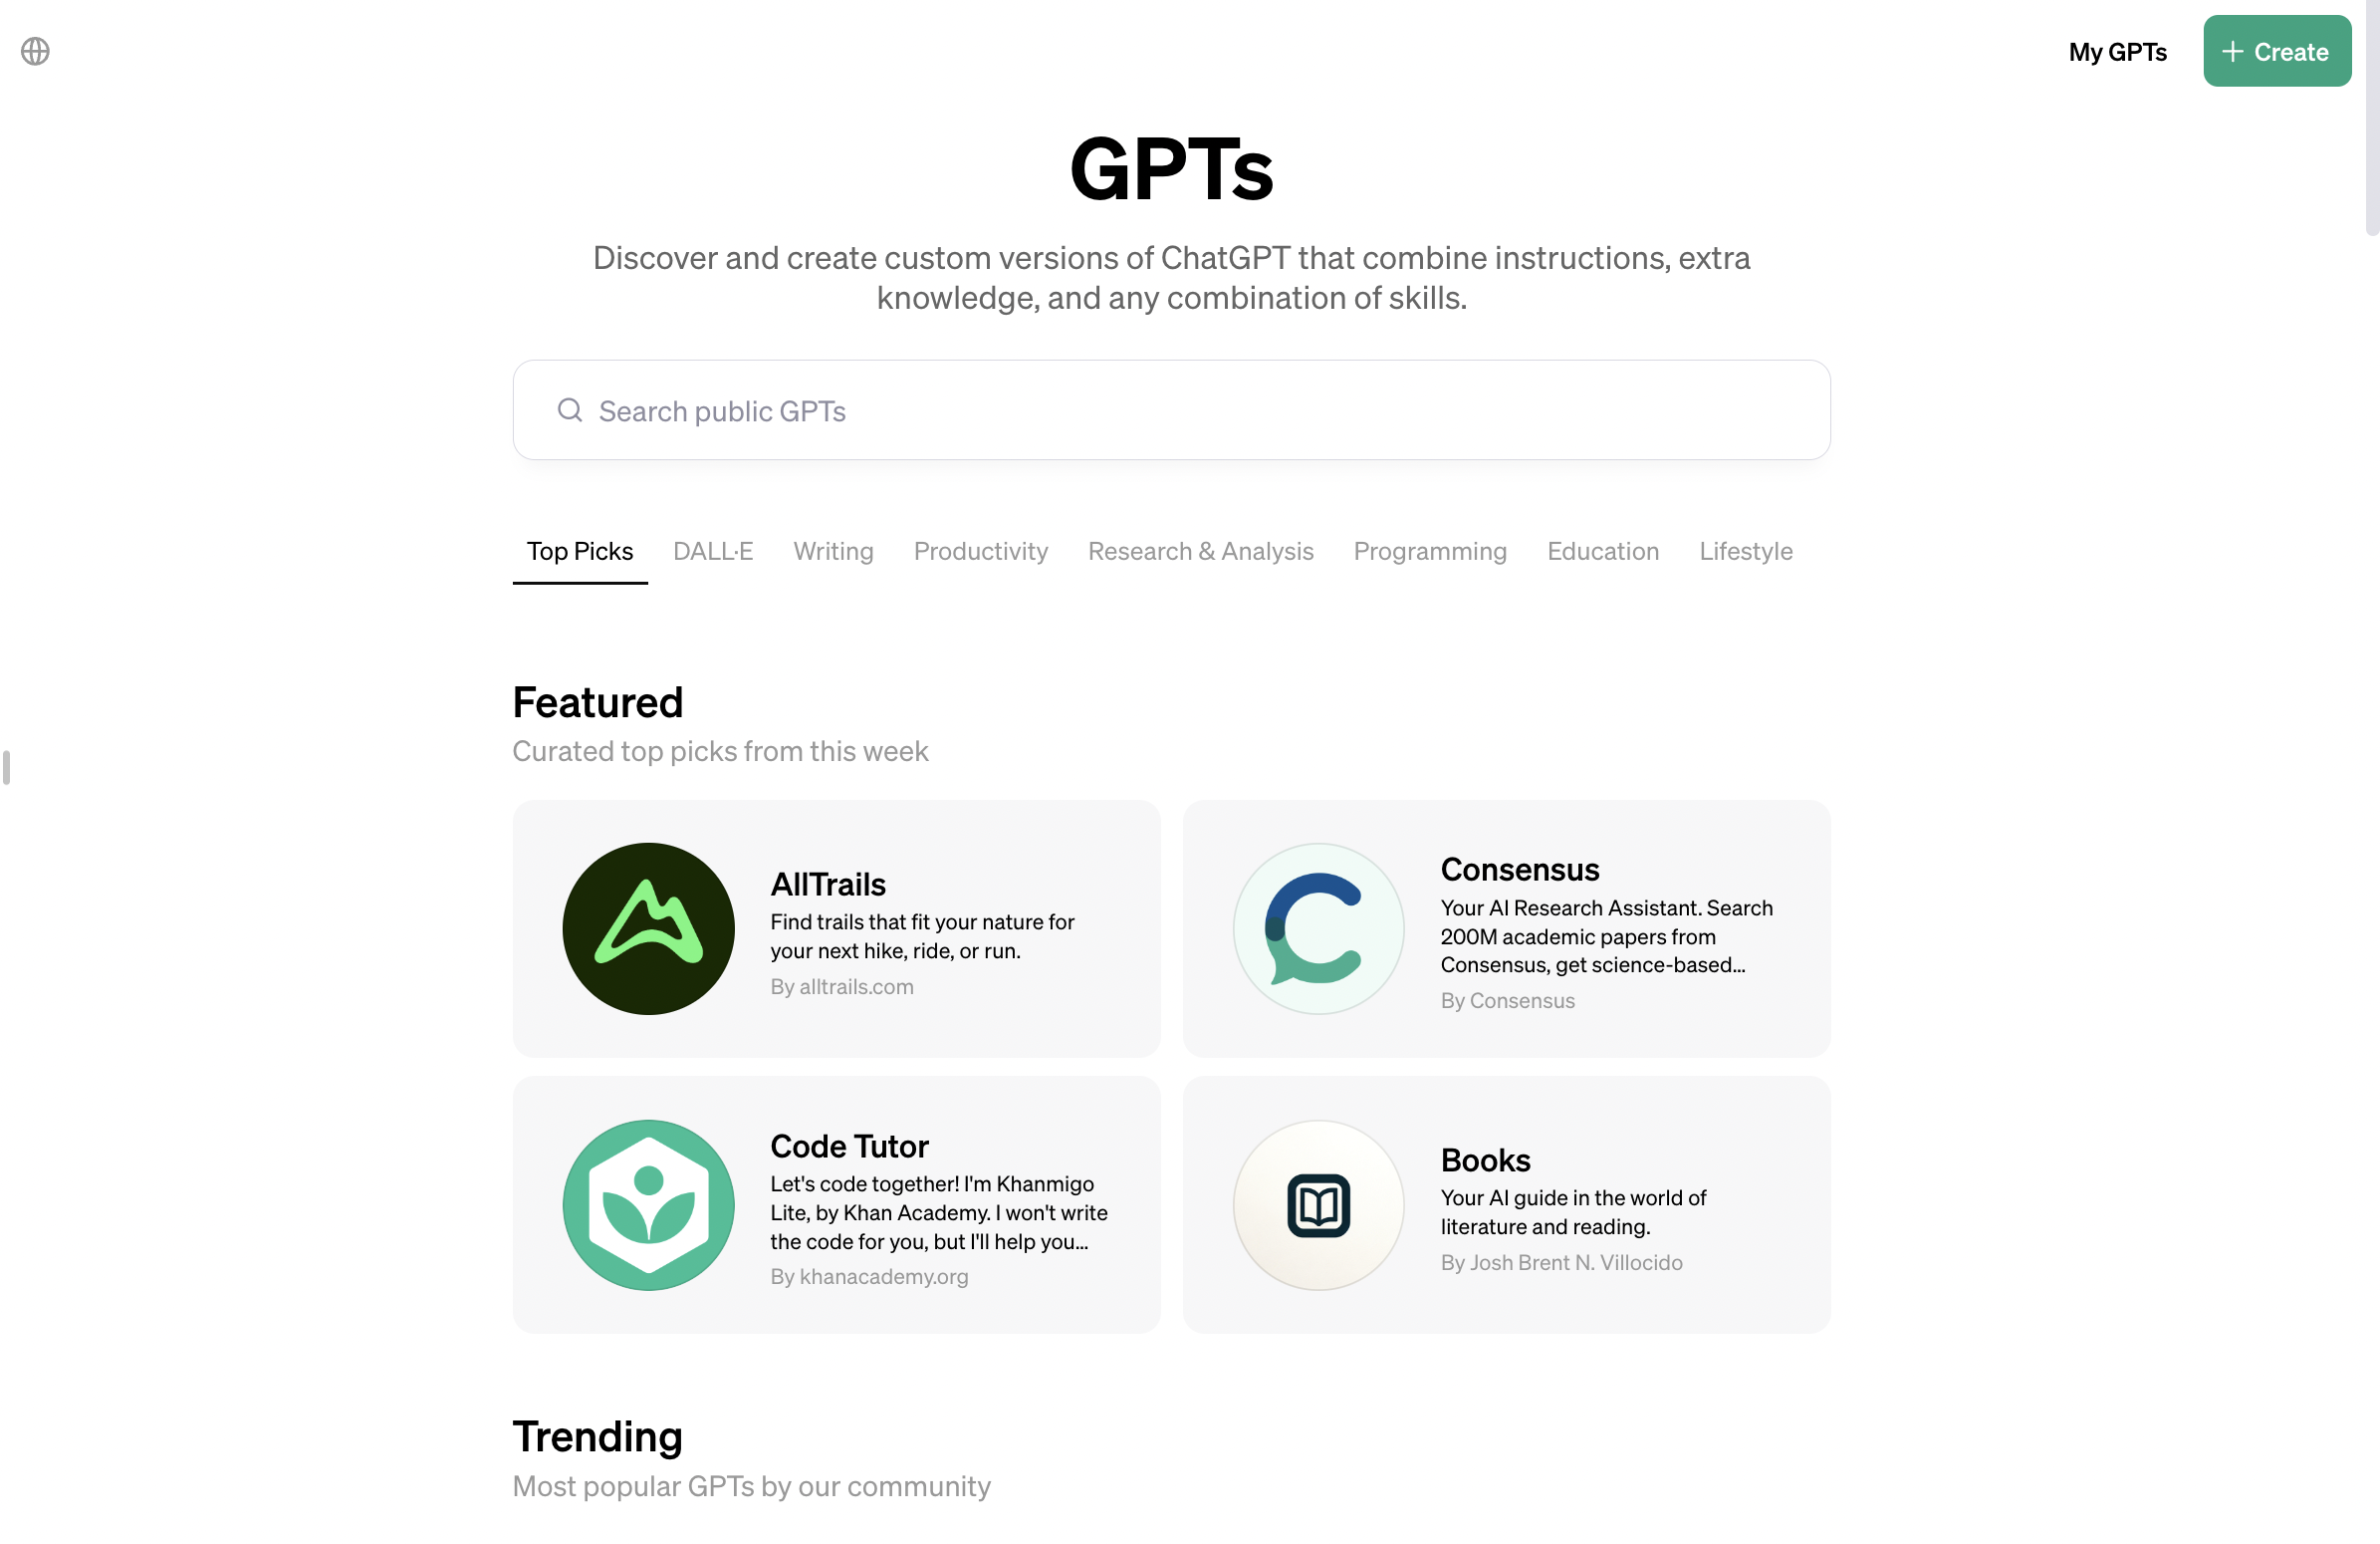 My GPTs
Create
GPTs
Discover and create custom versions of ChatGPT that combine instructions, extra
knowledge, and any combination of skills.
Search public GPTs
Top Picks
DALL·E
Writing
Productivity
Research & Analysis
Programming
Education
Lifestyle
Featured
Curated top picks from this week
AllTrails
Find trails that fit your nature for
your next hike, ride, or run.
By alltrails.com
Consensus
Your AI Research Assistant. Search
200M academic papers from
Consensus, get science-based...
By Consensus
Code Tutor
Let's code together! I'm Khanmigo
Lite, by Khan Academy. I won't write
the code for you, but I'll help you...
By khanacademy.org
Books
Your AI guide in the world of
literature and reading.
By Josh Brent N. Villocido
Trending
Most popular GPTs by our community